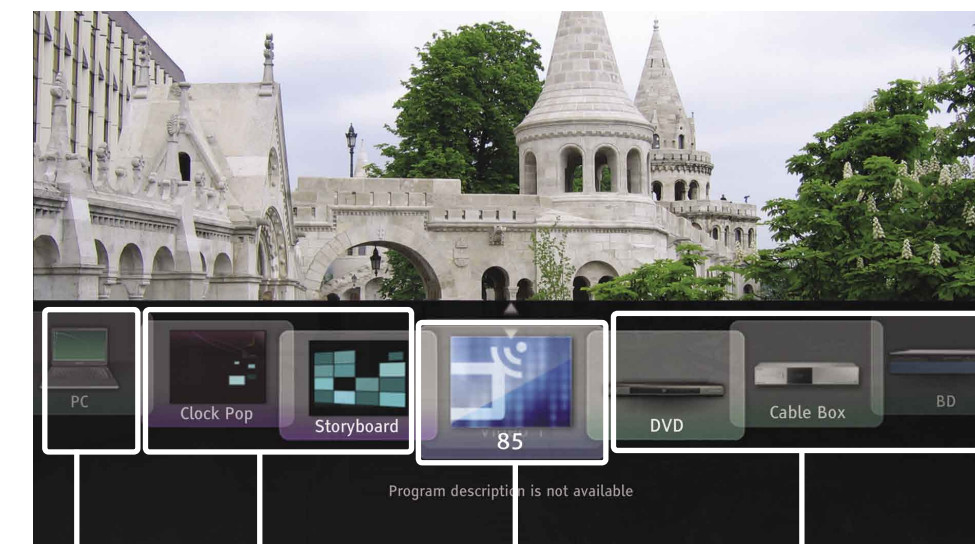 PC
Clock Pop
Storyboard
85
DVD
Cable Box
BD
Program description is not available